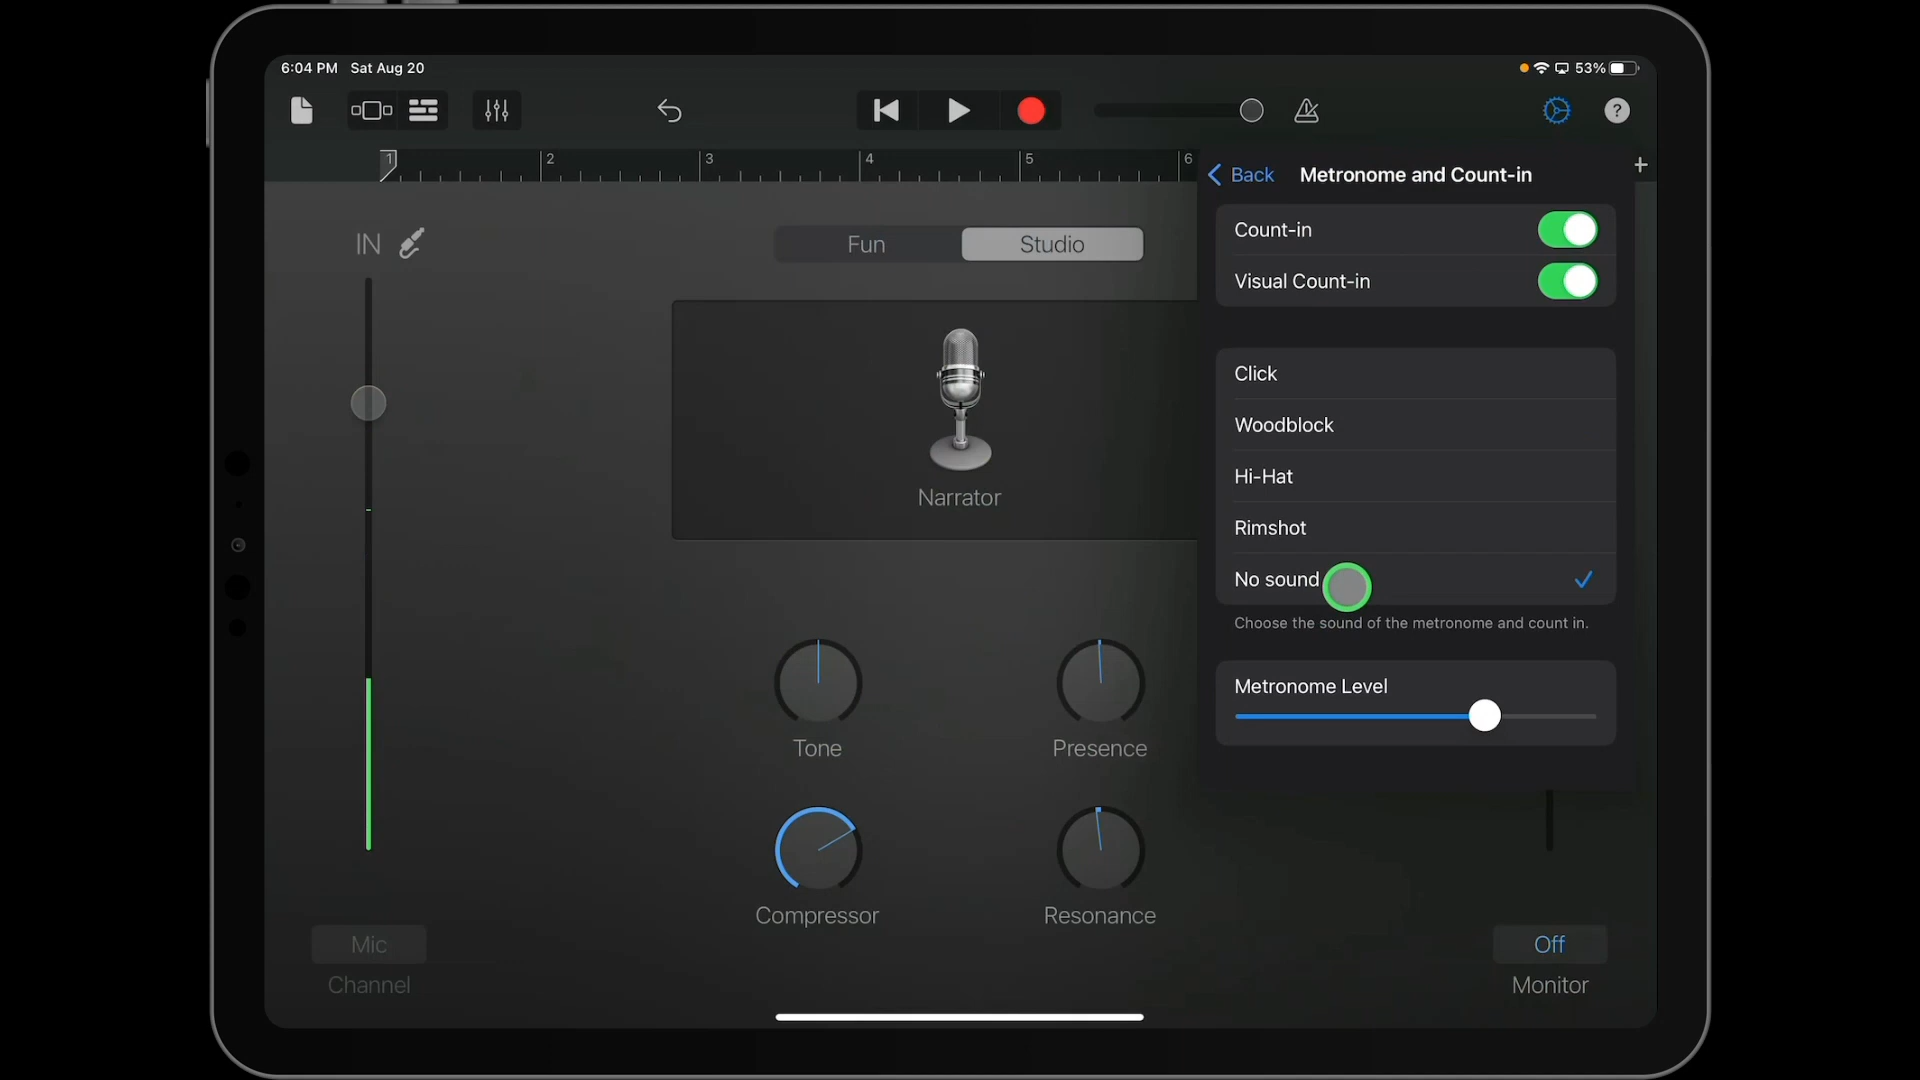 6:04 PM Sat Aug 20
53%
?
1 2 3 4 5 6
Back Metronome and Count-in
IN
Fun Studio
Count-in
Visual Count-in
Click
Woodblock
Hi-Hat
Rimshot
No sound
Choose the sound of the metronome and count in.
Metronome Level
Narrator
Tone Presence
Compressor Resonance
Mic
Channel
Off
Monitor